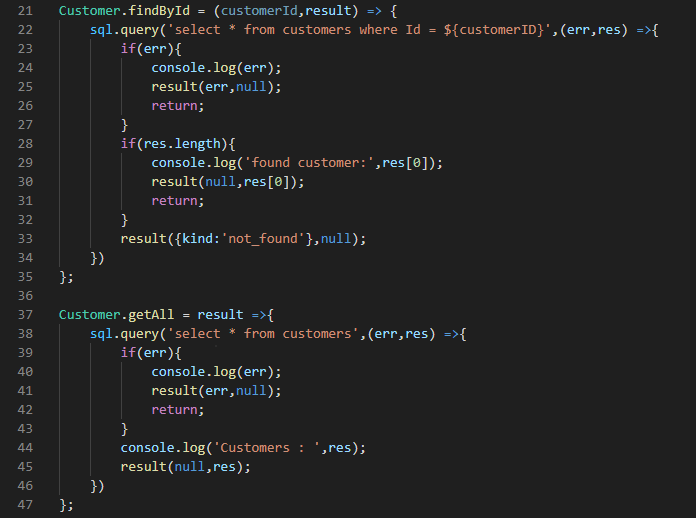 21 Customer.findById = (customerId,result) => {
22 sql.query('select * from customers where Id = ${customerID}',(err,res) =>{
23 if(err){
24 console.log(err);
25 result(err,null);
26 return;
27 }
28 if(res.length){
29 console.log('found customer:',res[0]);
30 result(null,res[0]);
31 return;
32 }
33 result({kind:'not_found'},null);
34 })
35 };
36
37 Customer.getAll = result =>{
38 sql.query('select * from customers',(err,res) =>{
39 if(err){
40 console.log(err);
41 result(err,null);
42 return;
43 }
44 console.log('Customers : ',res);
45 result(null,res);
46 })
47 };